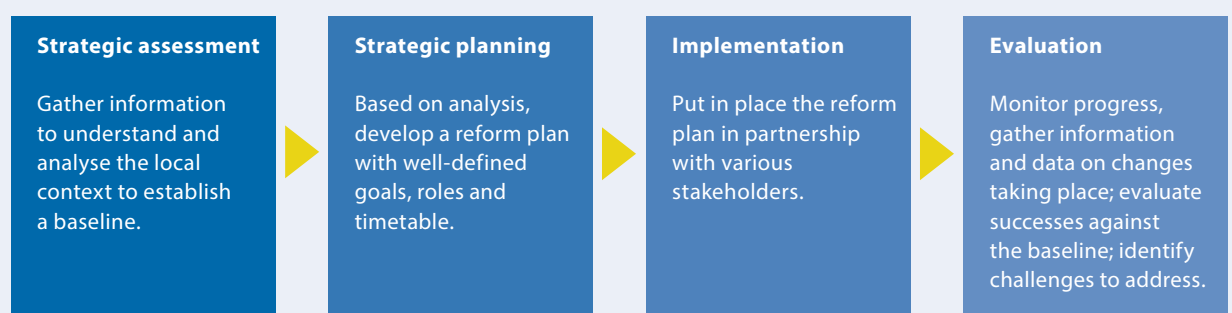 Strategic assessment
Gather information
to understand and
analyse the local
context to establish
a baseline.
Strategic planning
Based on analysis,
develop a reform plan
with well-defined
goals, roles and
timetable.
Implementation
Put in place the reform
plan in partnership
with various
stakeholders.
Evaluation
Monitor progress,
gather information
and data on changes
taking place; evaluate
successes against
the baseline; identify
challenges to address.